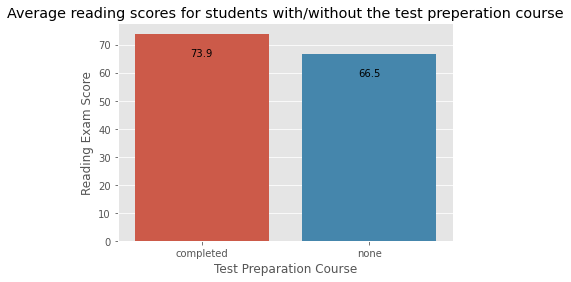 Average reading scores for students with/without the test preperation course
Reading Exam Score
70
60
50
40
30
20
10
0
73.9
66.5
completed
none
Test Preparation Course